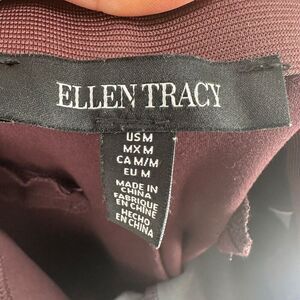 ELLEN TRACY
US M
MX M
CA M/M
EU M
MADE IN
CHINA
FABRIQUE
EN CHINE
HECHO
EN CHINA